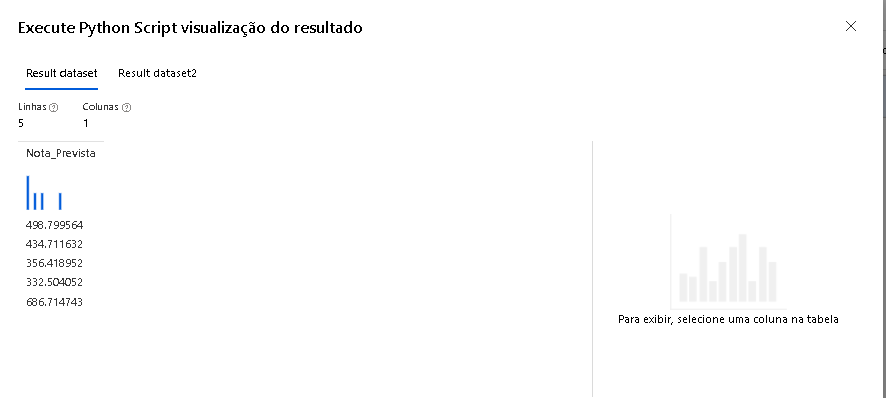 Execute Python Script visualização do resultado
Result dataset Result dataset2
Linhas Colunas
5 1
Nota_Prevista
498.799564
434.711632
356.418952
332.504052
686.714743
Para exibir, selecione uma coluna na tabela